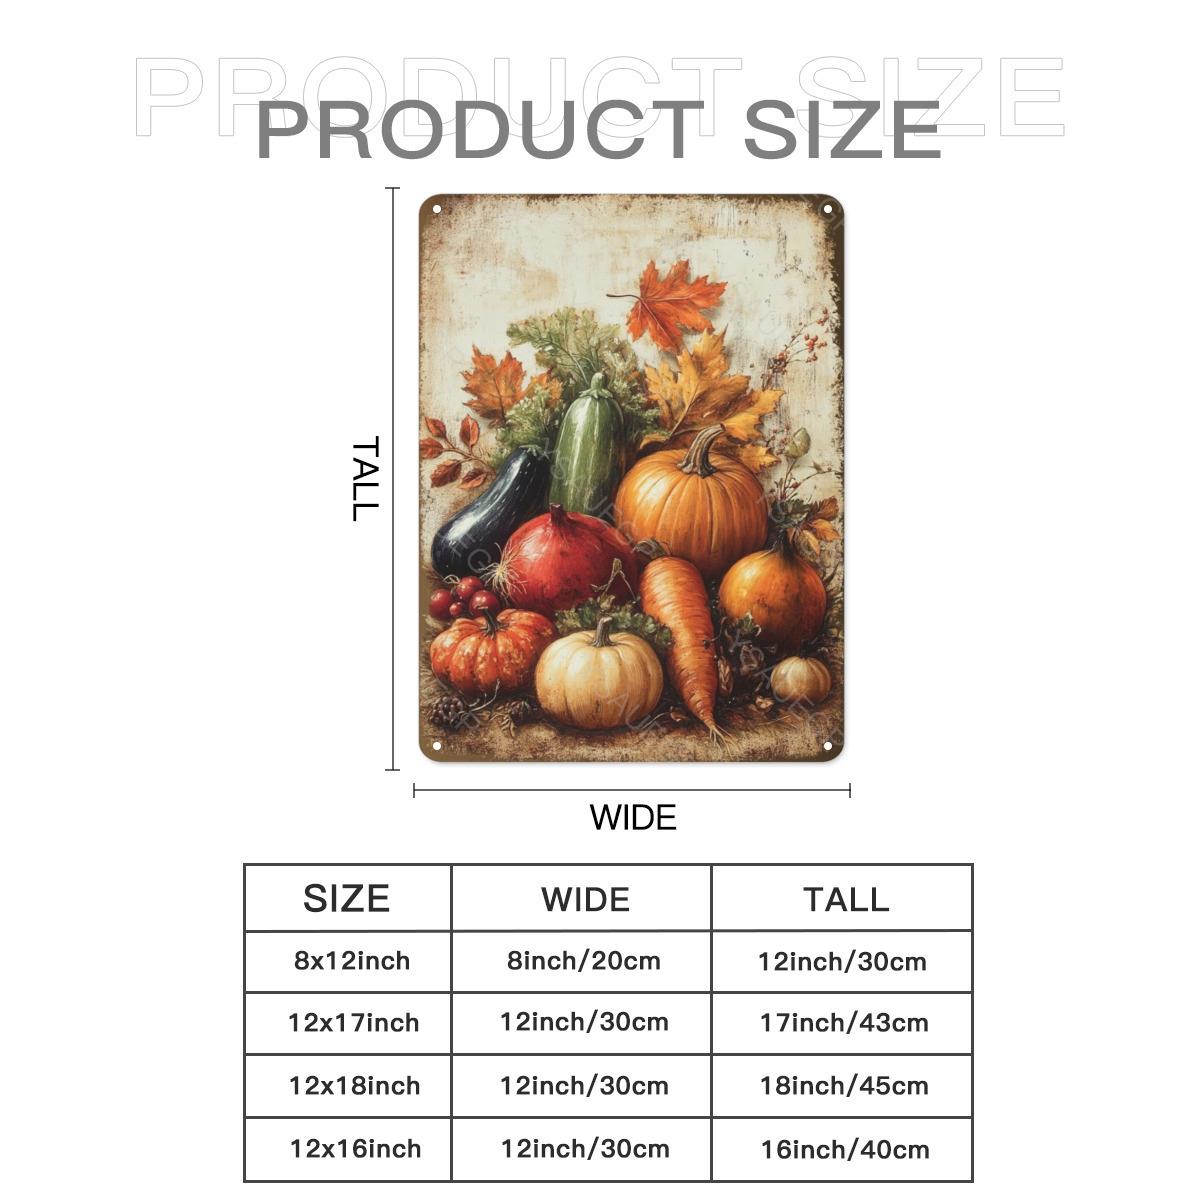 PRODUCT SIZE
PRODUCT SIZE
TALL
WIDE
SIZE WIDE TALL
8x12inch 8inch/20cm 12inch/30cm
12x17inch 12inch/30cm 17inch/43cm
12x18inch 12inch/30cm 18inch/45cm
12x16inch 12inch/30cm 16inch/40cm